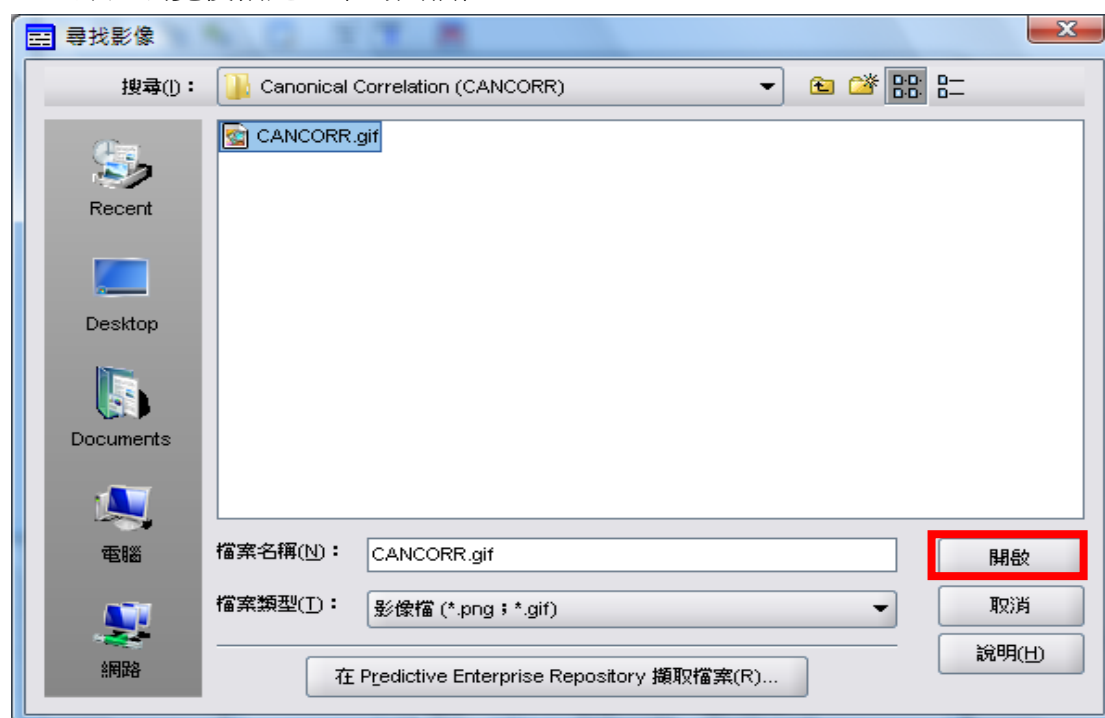 尋找影像
搜尋(I)：
Canonical Correlation (CANCORR)
CANCORR.gif
Recent
Desktop
Documents
電腦
網路
檔案名稱(N)：
CANCORR.gif
開啟
檔案類型(T)：
影像檔 (*.png；*.gif)
取消
說明(H)
在 Predictive Enterprise Repository 擷取檔案(R)...